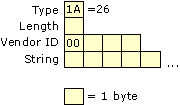 Type 1A =26
Length
Vendor ID 00
String ...
= 1 byte